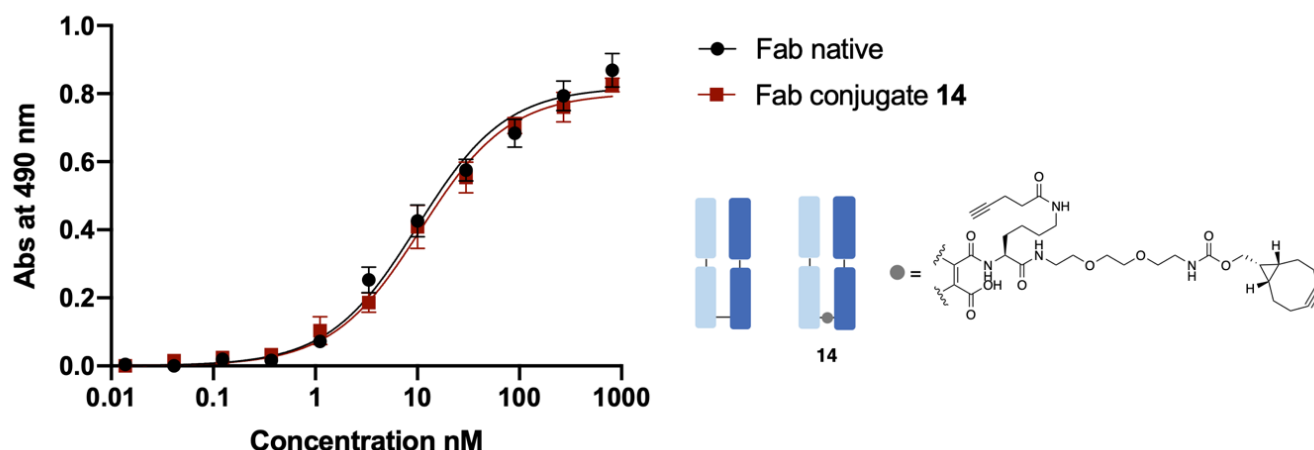 1.0
0.8
0.6
0.4
0.2
0.0
Abs at 490 nm
0.01 0.1 1 10 100 1000
Concentration nM
Fab native
Fab conjugate 14
14
=
O
NH
O
N
H
O
H
N
O
O
N
H
O
O
H
H
OH
O